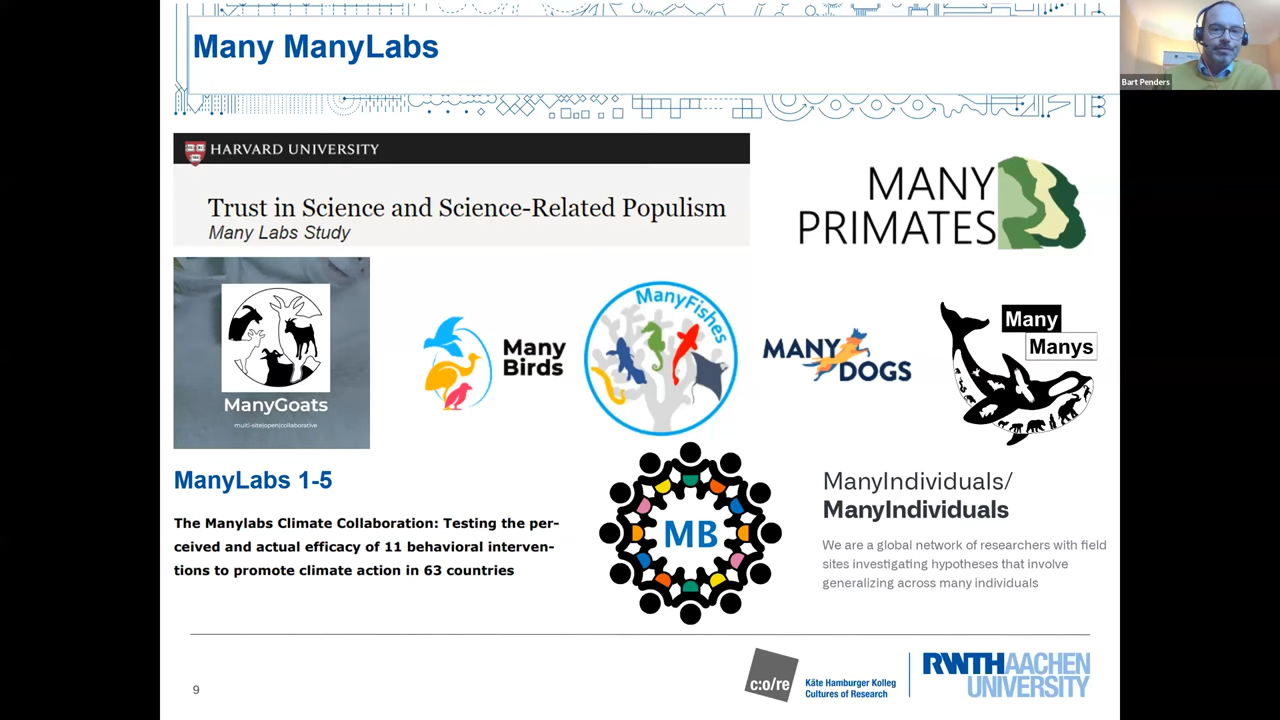 Many ManyLabs
Bart Penders
HARVARD UNIVERSITY
Trust in Science and Science-Related Populism
Many Labs Study
MANY
PRIMATES
ManyGoats
multi-site|open|collaborative
Many
Birds
ManyFishes
MANY
DOGS
Many
Manys
ManyLabs 1-5
The Manylabs Climate Collaboration: Testing the per-
ceived and actual efficacy of 11 behavioral interven-
tions to promote climate action in 63 countries
MB
ManyIndividuals/
ManyIndividuals
We are a global network of researchers with field
sites investigating hypotheses that involve
generalizing across many individuals
9
c:o/re
Käte Hamburger Kolleg
Cultures of Research
RWTHAACHEN
UNIVERSITY